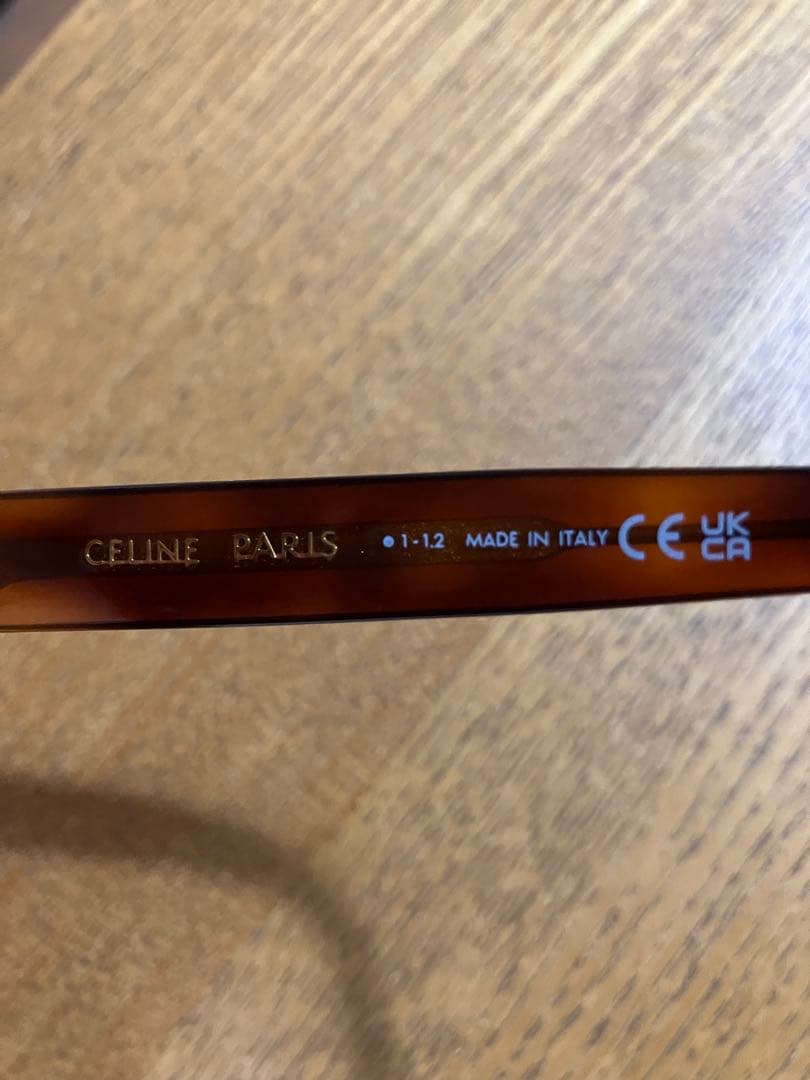 CELINE PARIS ● 1-1.2 MADE IN ITALY CE UK CA